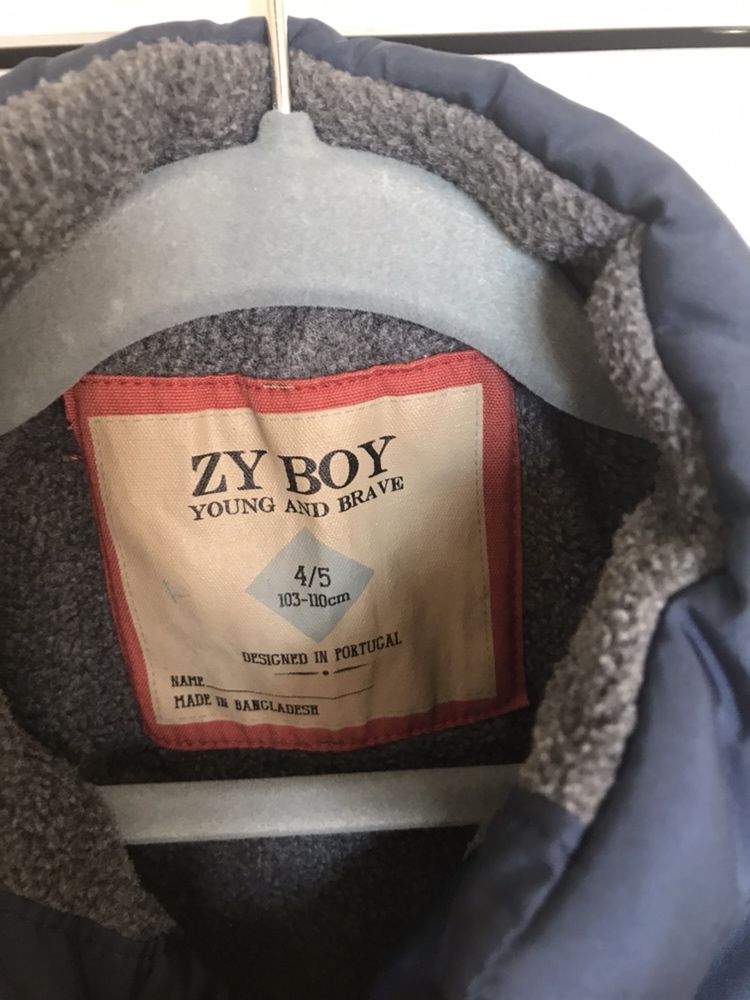 ZY BOY
YOUNG AND BRAVE
4/5
103-110cm
DESIGNED IN PORTUGAL
NAME
MADE IN BANGLADESH